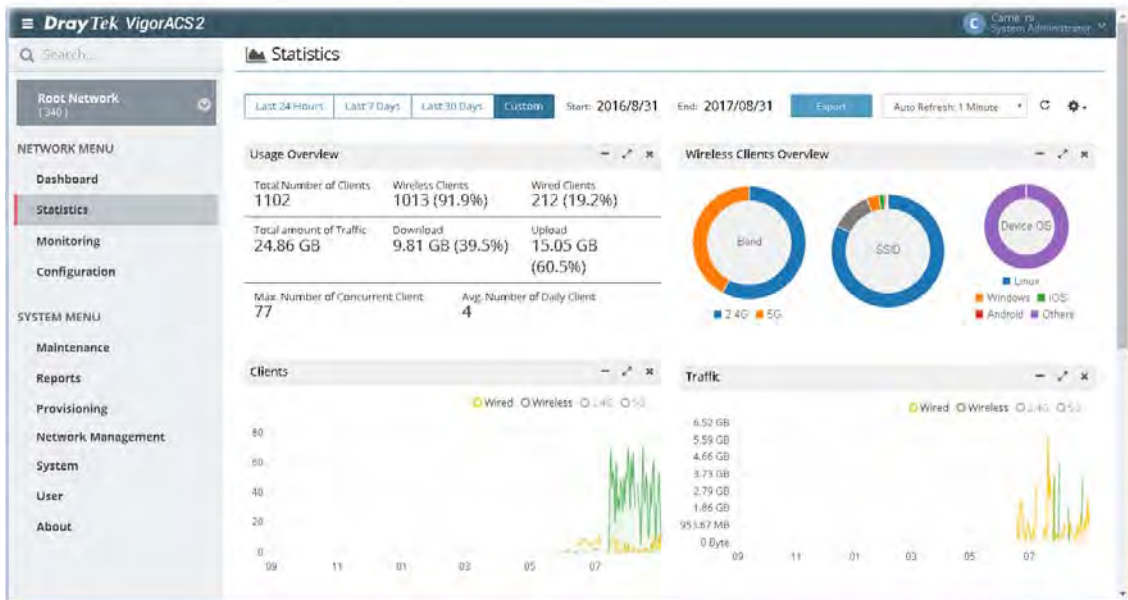 DrayTek VigorACS2
C Carrie ni
System Administrator
Search...
Statistics
Root Network
(340)
Last 24 Hours Last 7 Days Last 30 Days Custom Start: 2016/8/31 End: 2017/08/31 Export Auto Refresh: 1 Minute
NETWORK MENU
Dashboard
Statistics
Monitoring
Configuration
SYSTEM MENU
Maintenance
Reports
Provisioning
Network Management
System
User
About
Usage Overview
Total Number of Clients Wireless Clients Wired Clients
1102 1013 (91.9%) 212 (19.2%)
Total amount of Traffic Download Upload
24.86 GB 9.81 GB (39.5%) 15.05 GB
(60.5%)
Max. Number of Concurrent Client Avg. Number of Daily Client
77 4
Wireless Clients Overview
Band SSID Device OS
2.4G 5G
Linux
Windows IOS
Android Others
Clients
Wired Wireless 2.4G 5G
80
60
40
20
0
09 11 01 03 05 07
Traffic
Wired Wireless 2.4G 5G
6.52 GB
5.59 GB
4.66 GB
3.73 GB
2.79 GB
1.86 GB
953.67 MB
0 Byte
09 11 01 03 05 07